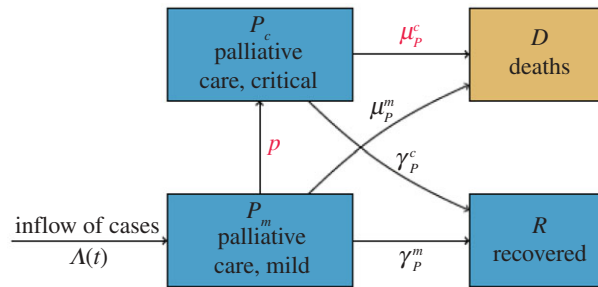 P_c
palliative
care, critical
μ_P^c
D
deaths
μ_P^m
p
γ_P^c
inflow of cases
Λ(t)
P_m
palliative
care, mild
γ_P^m
R
recovered